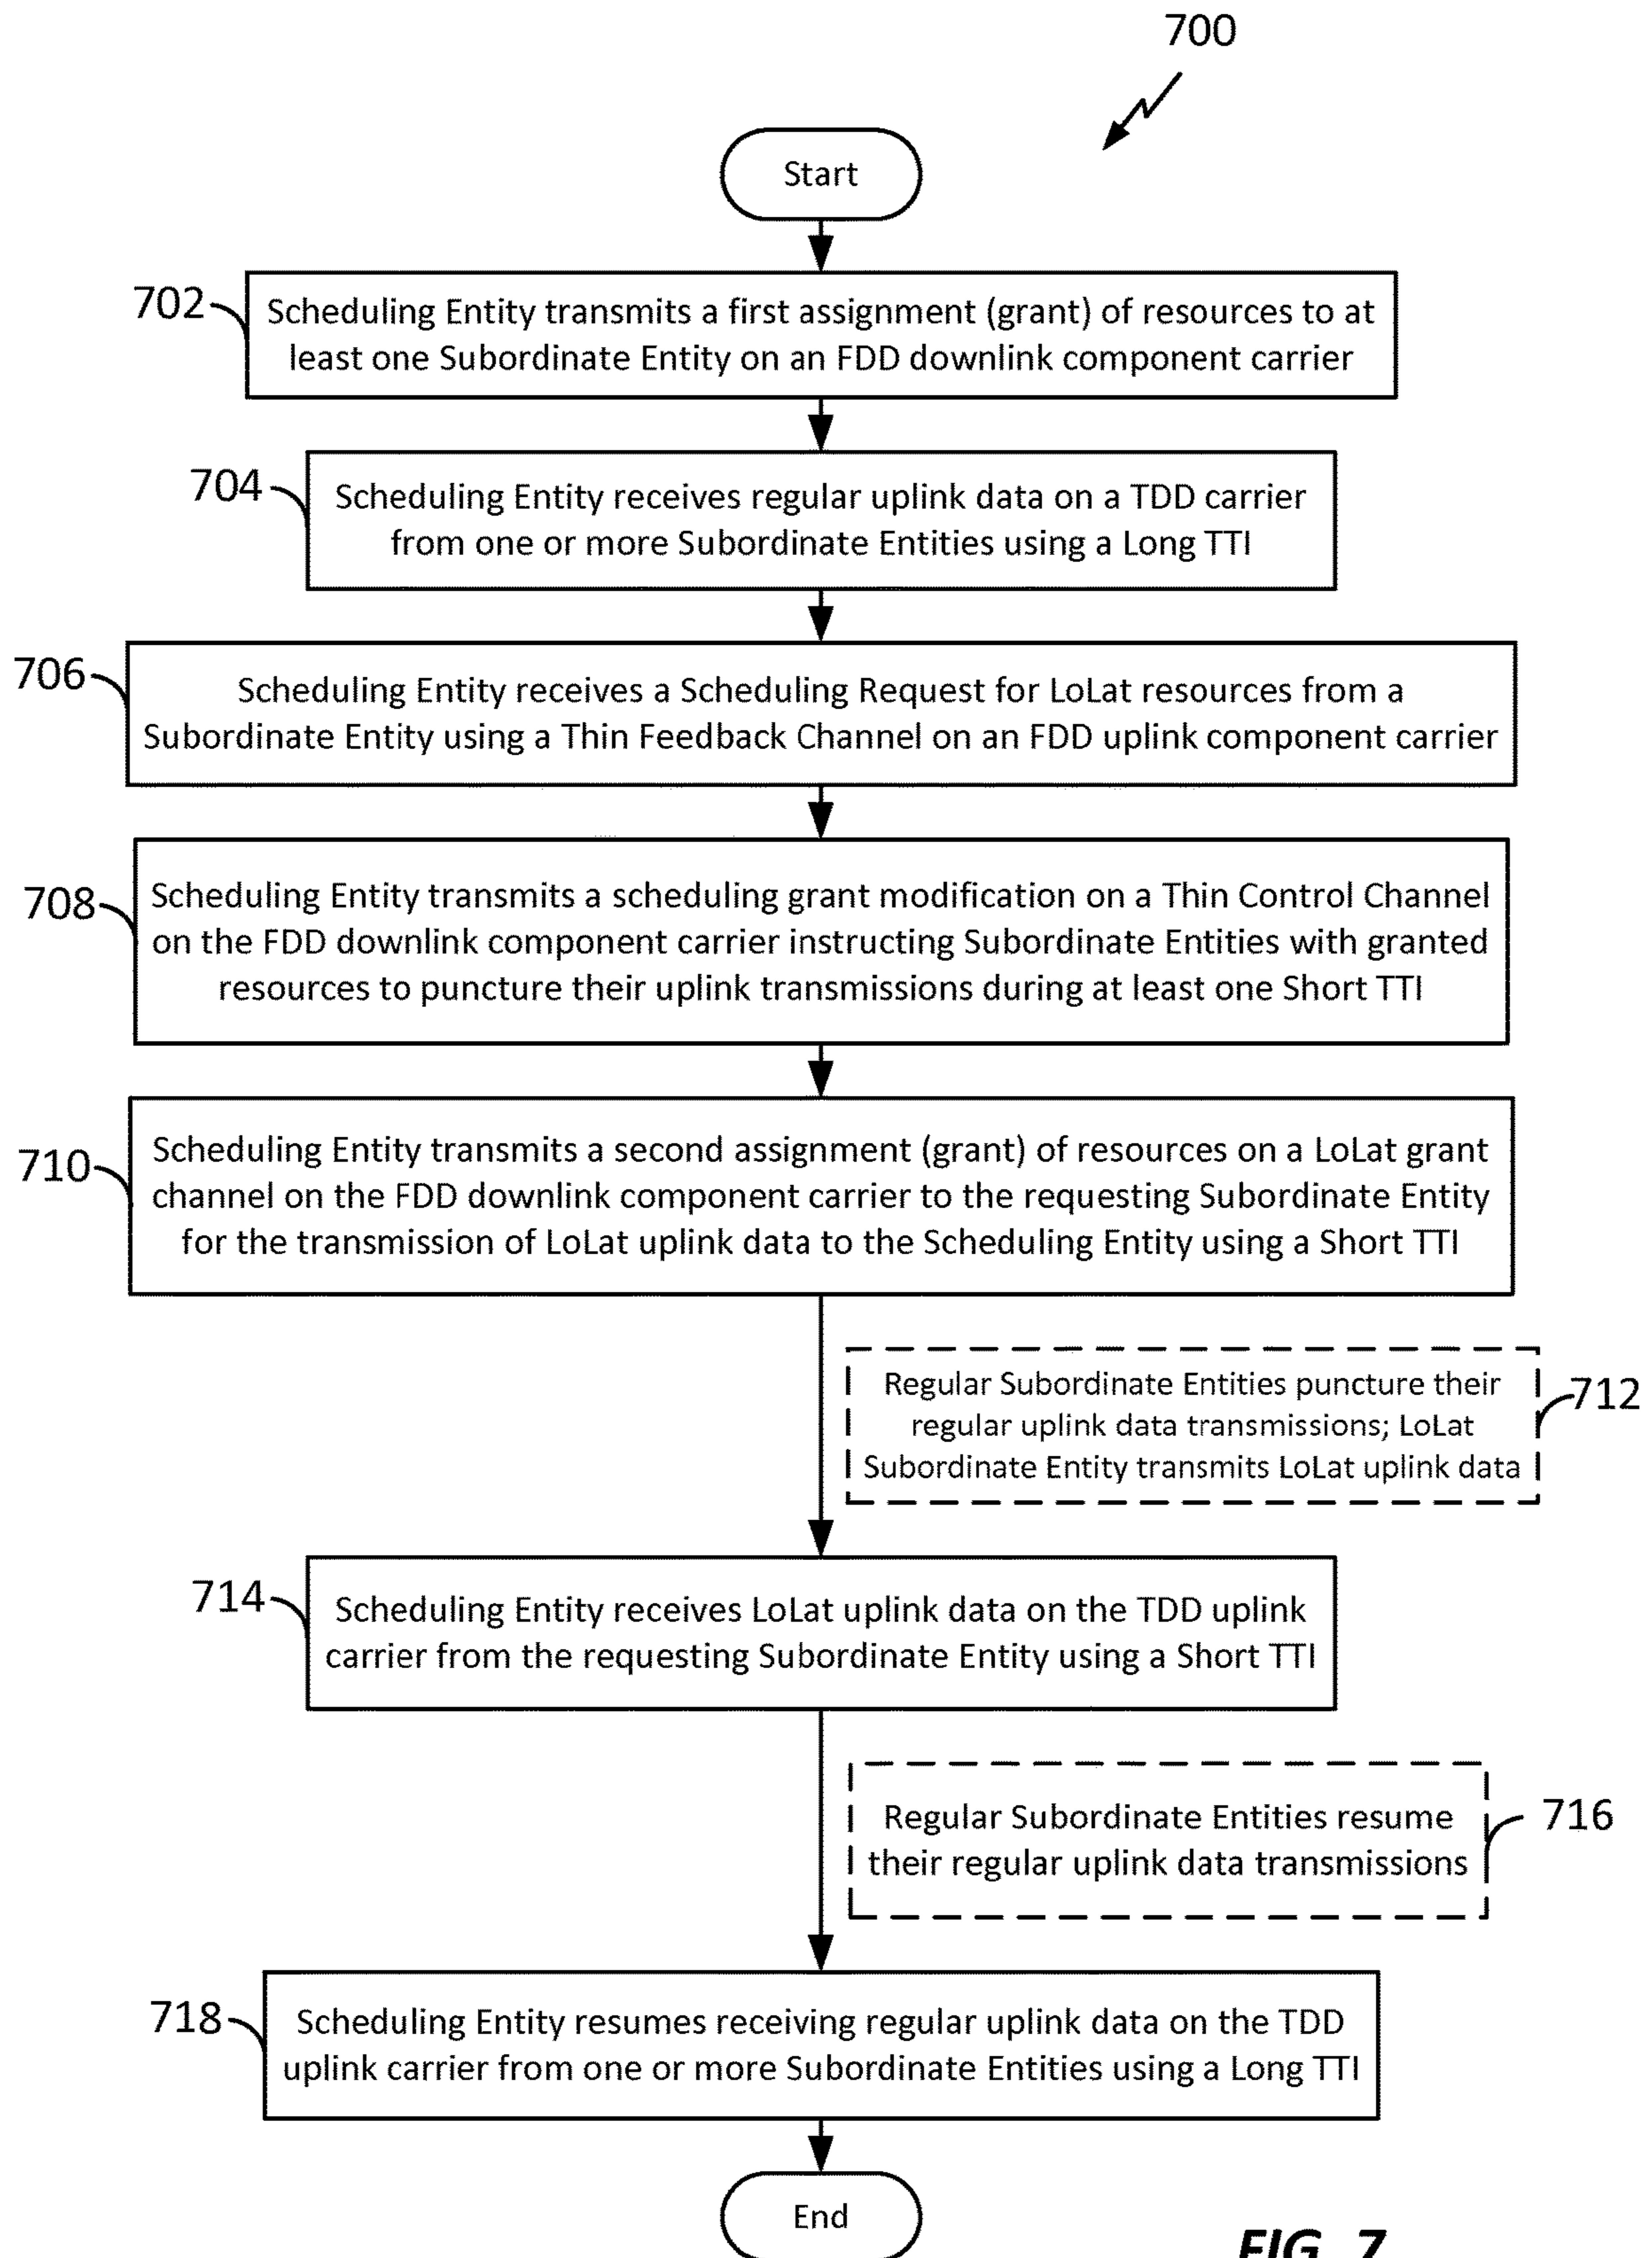 700
Start
702
Scheduling Entity transmits a first assignment (grant) of resources to at
least one Subordinate Entity on an FDD downlink component carrier
704
Scheduling Entity receives regular uplink data on a TDD carrier
from one or more Subordinate Entities using a Long TTI
706
Scheduling Entity receives a Scheduling Request for LoLat resources from a
Subordinate Entity using a Thin Feedback Channel on an FDD uplink component carrier
708
Scheduling Entity transmits a scheduling grant modification on a Thin Control Channel
on the FDD downlink component carrier instructing Subordinate Entities with granted
resources to puncture their uplink transmissions during at least one Short TTI
710
Scheduling Entity transmits a second assignment (grant) of resources on a LoLat grant
channel on the FDD downlink component carrier to the requesting Subordinate Entity
for the transmission of LoLat uplink data to the Scheduling Entity using a Short TTI
Regular Subordinate Entities puncture their
regular uplink data transmissions; LoLat
Subordinate Entity transmits LoLat uplink data
712
714
Scheduling Entity receives LoLat uplink data on the TDD uplink
carrier from the requesting Subordinate Entity using a Short TTI
Regular Subordinate Entities resume
their regular uplink data transmissions
716
718
Scheduling Entity resumes receiving regular uplink data on the TDD
uplink carrier from one or more Subordinate Entities using a Long TTI
End
FIG. 7